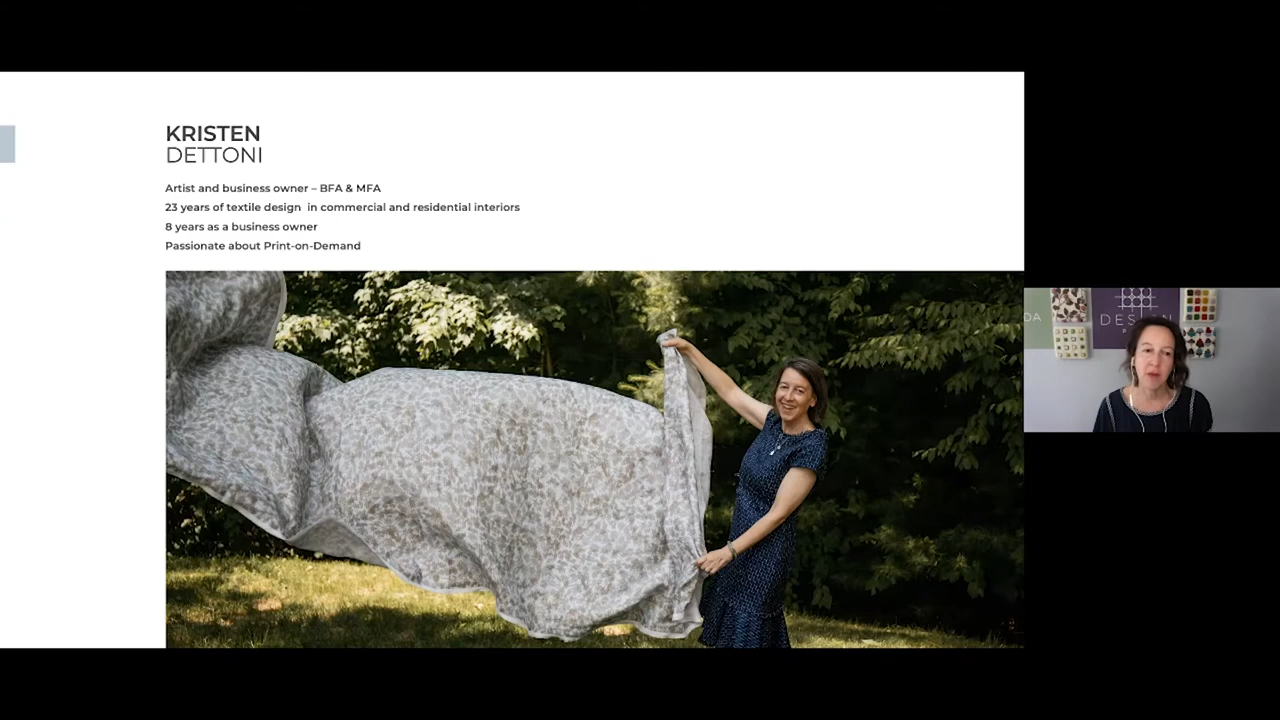 KRISTEN
DETTONI
Artist and business owner – BFA & MFA
23 years of textile design  in commercial and residential interiors
8 years as a business owner
Passionate about Print-on-Demand
DA